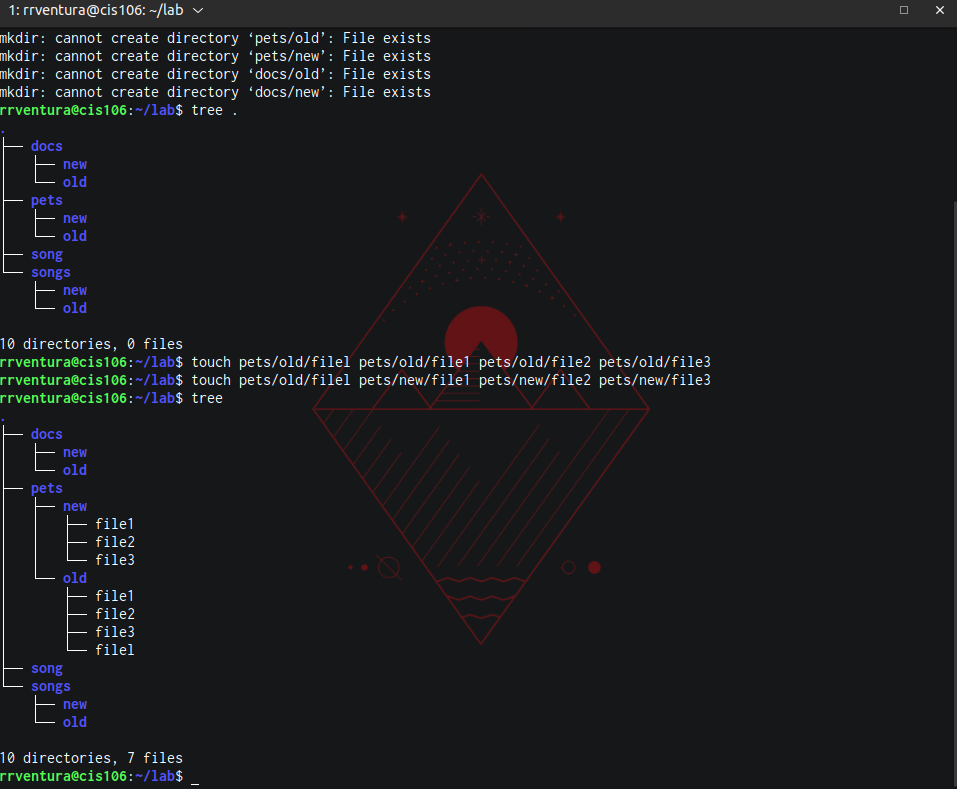 1: rrventura@cis106: ~/lab
mkdir: cannot create directory ‘pets/old’: File exists
mkdir: cannot create directory ‘pets/new’: File exists
mkdir: cannot create directory ‘docs/old’: File exists
mkdir: cannot create directory ‘docs/new’: File exists
rrventura@cis106:~/lab$ tree .
.
├── docs
│   ├── new
│   └── old
├── pets
│   ├── new
│   └── old
├── song
└── songs
    ├── new
    └── old
10 directories, 0 files
rrventura@cis106:~/lab$ touch pets/old/filel pets/old/file1 pets/old/file2 pets/old/file3
rrventura@cis106:~/lab$ touch pets/old/filel pets/new/file1 pets/new/file2 pets/new/file3
rrventura@cis106:~/lab$ tree
.
├── docs
│   ├── new
│   └── old
├── pets
│   ├── new
│   │   ├── file1
│   │   ├── file2
│   │   └── file3
│   └── old
│       ├── file1
│       ├── file2
│       ├── file3
│       └── filel
├── song
└── songs
    ├── new
    └── old
10 directories, 7 files
rrventura@cis106:~/lab$ _